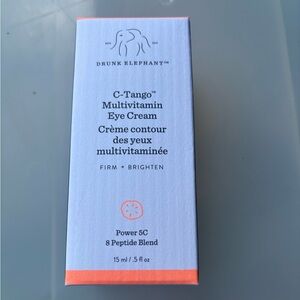 DRUNK ELEPHANT™
C-Tango™
Multivitamin
Eye Cream
Crème contour
des yeux
multivitaminée
FIRM + BRIGHTEN
Power 5C
8 Peptide Blend
15 ml / .5 fl oz